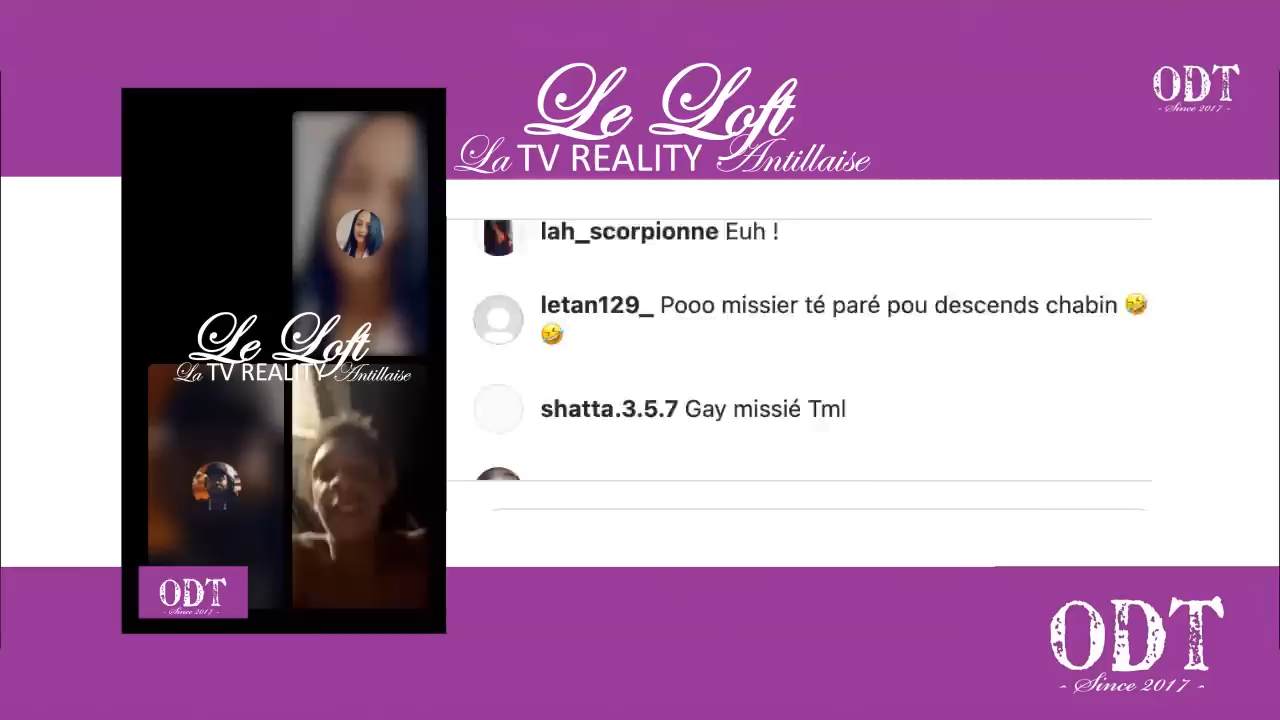 Le Loft
La TV REALITY Antillaise
ODT
- Since 2017 -
lah_scorpionne Euh !
letan129_ Pooo missier té paré pou descends chabin 🤣
🤣
shatta.3.5.7 Gay missié Tml
Le Loft
La TV REALITY Antillaise
ODT
- Since 2017 -
ODT
- Since 2017 -